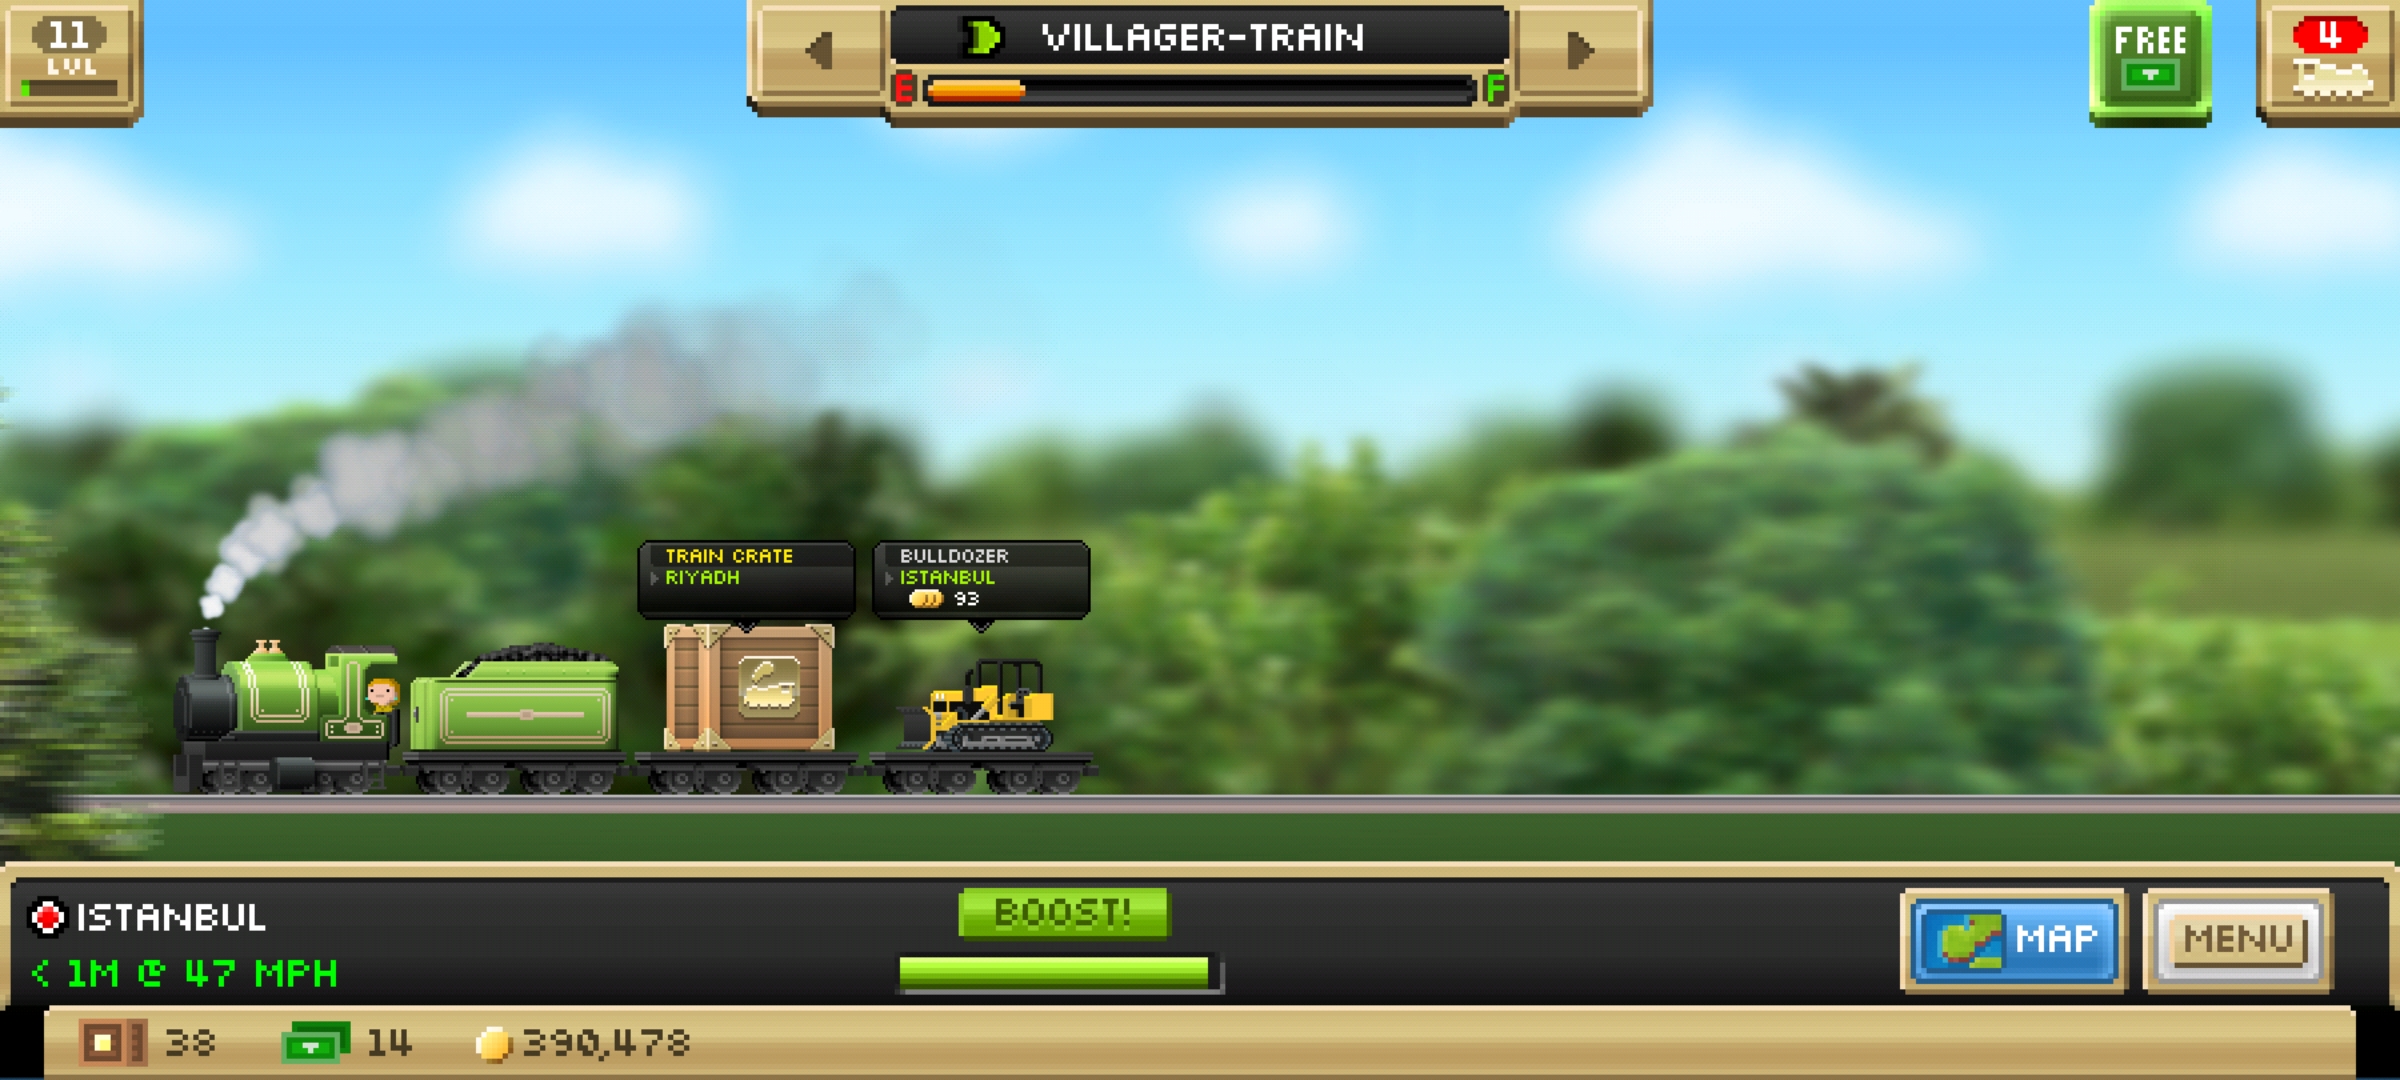 11
LVL
VILLAGER-TRAIN
E F
FREE
4
TRAIN CRATE
RIYADH
BULLDOZER
ISTANBUL
93
ISTANBUL
< 1M @ 47 MPH
BOOST!
MAP
MENU
38
14
390,478